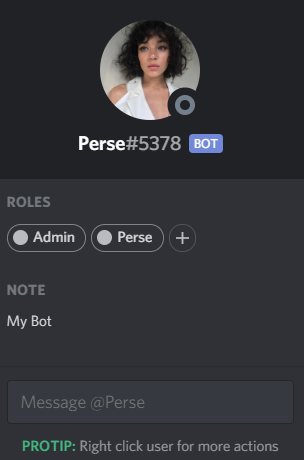 Perse#5378 BOT
ROLES
Admin Perse +
NOTE
My Bot
Message @Perse
PROTIP: Right click user for more actions